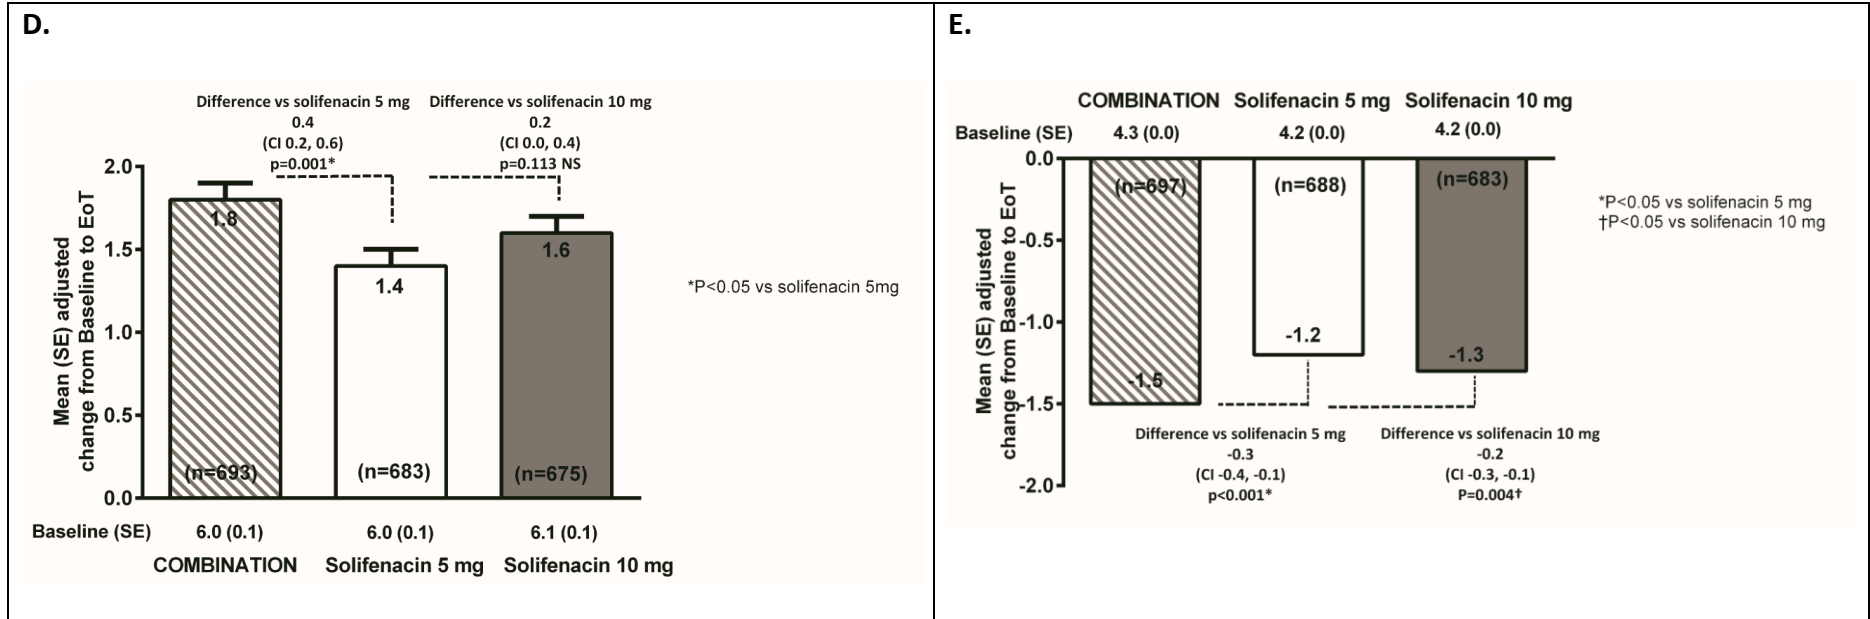 D.
Difference vs solifenacin 5 mg
0.4
(CI 0.2, 0.6)
p=0.001*
Difference vs solifenacin 10 mg
0.2
(CI 0.0, 0.4)
p=0.113 NS
Mean (SE) adjusted
change from Baseline to EoT
2.0
1.5
1.0
0.5
0.0
1.8
1.4
1.6
(n=693)
(n=683)
(n=675)
*P<0.05 vs solifenacin 5mg
Baseline (SE) 6.0 (0.1) 6.0 (0.1) 6.1 (0.1)
COMBINATION Solifenacin 5 mg Solifenacin 10 mg
E.
COMBINATION Solifenacin 5 mg Solifenacin 10 mg
Baseline (SE) 4.3 (0.0) 4.2 (0.0) 4.2 (0.0)
Mean (SE) adjusted
change from Baseline to EoT
0.0
-0.5
-1.0
-1.5
-2.0
(n=697)
(n=688)
(n=683)
-1.5
-1.2
-1.3
*P<0.05 vs solifenacin 5 mg
†P<0.05 vs solifenacin 10 mg
Difference vs solifenacin 5 mg
-0.3
(CI -0.4, -0.1)
p<0.001*
Difference vs solifenacin 10 mg
-0.2
(CI -0.3, -0.1)
P=0.004†